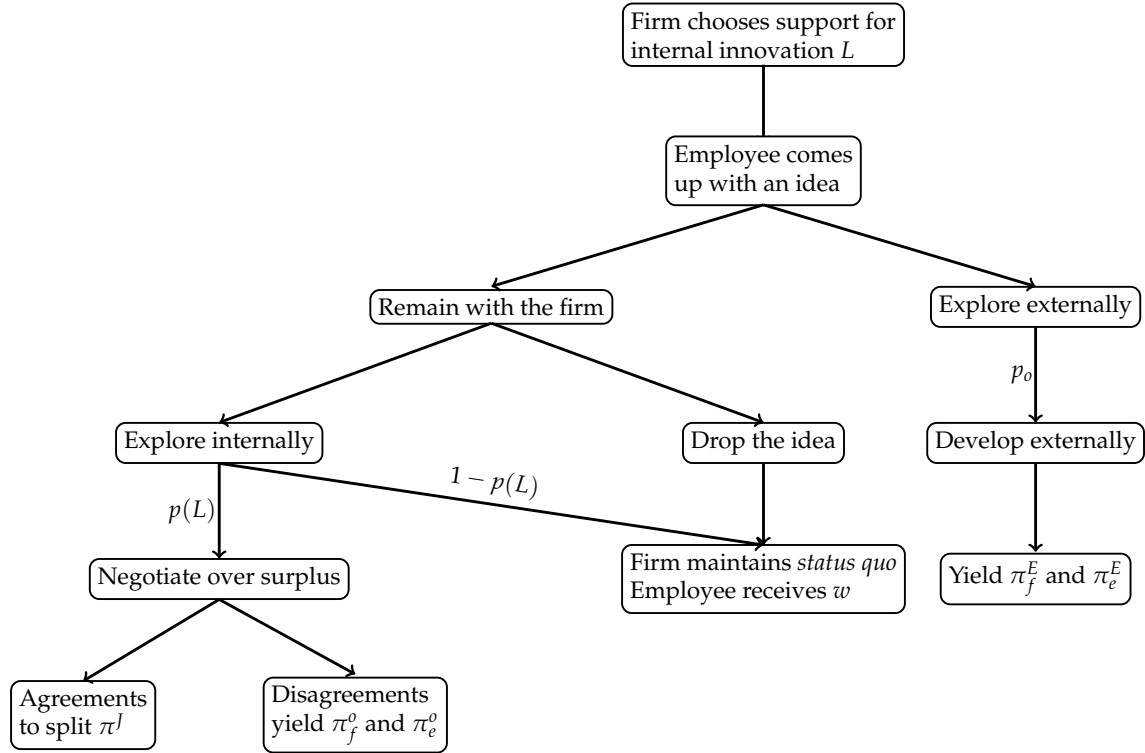 Firm chooses support for
internal innovation L
Employee comes
up with an idea
Remain with the firm
Explore externally
p_o
Explore internally
Drop the idea
Develop externally
1 − p(L)
p(L)
Negotiate over surplus
Firm maintains status quo
Employee receives w
Yield π_f^E and π_e^E
Agreements
to split π^J
Disagreements
yield π_f^o and π_e^o